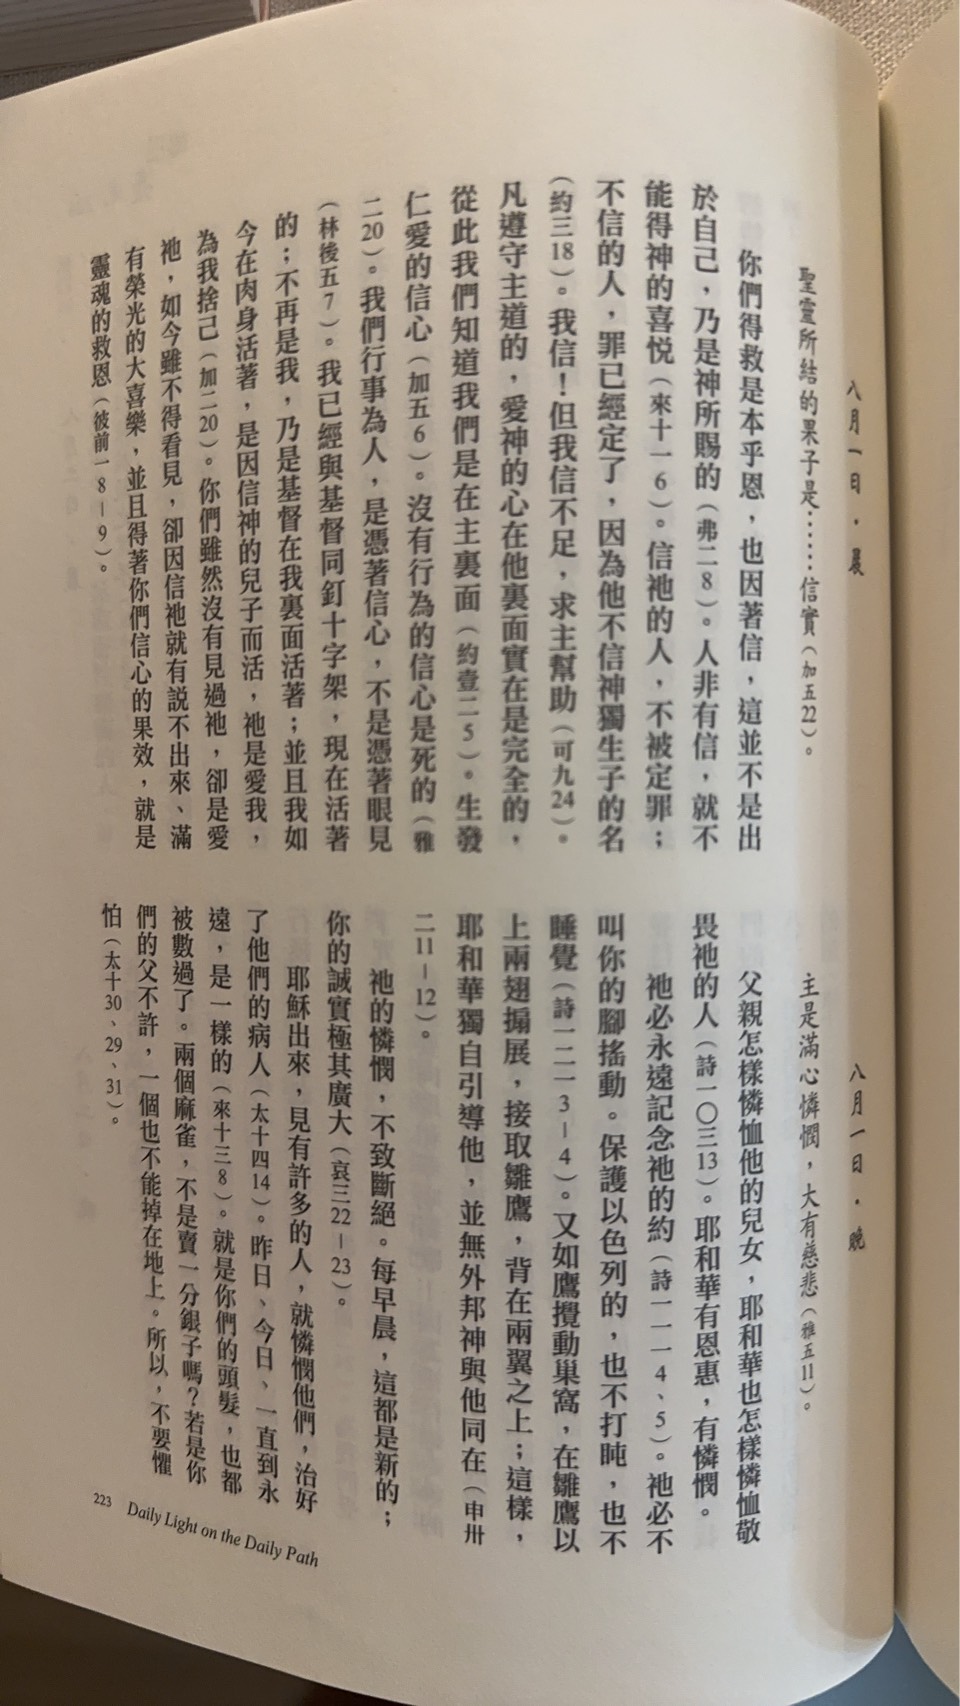 八月一日．晨
聖靈所結的果子是……信實（加五22）。
你們得救是本乎恩，也因著信，這並不是出
於自己，乃是神所賜的（弗二8）。人非有信，就不
能得神的喜悅（來十一6）。信祂的人，不被定罪；
不信的人，罪已經定了，因為他不信神獨生子的名
（約三18）。我信！但我信不足，求主幫助（可九24）。
凡遵守主道的，愛神的心在他裏面實在是完全的，
從此我們知道我們是在主裏面（約壹二5）。生發
仁愛的信心（加五6）。沒有行為的信心是死的（雅
二20）。我們行事為人，是憑著信心，不是憑著眼見
（林後五7）。我已經與基督同釘十字架，現在活著
的；不再是我，乃是基督在我裏面活著；並且我如
今在肉身活著，是因信神的兒子而活，祂是愛我，
為我捨己（加二20）。你們雖然沒有見過祂，卻是愛
祂，如今雖不得看見，卻因信祂就有說不出來、滿
有榮光的大喜樂，並且得著你們信心的果效，就是
靈魂的救恩（彼前一8－9）。
八月一日．晚
主是滿心憐憫，大有慈悲（雅五11）。
父親怎樣憐恤他的兒女，耶和華也怎樣憐恤敬
畏祂的人（詩一〇三13）。耶和華有恩惠，有憐憫。
祂必永遠記念祂的約（詩一一一4、5）。祂必不
叫你的腳搖動。保護以色列的，也不打盹，也不
睡覺（詩一二一3－4）。又如鷹攪動巢窩，在雛鷹以
上兩翅搧展，接取雛鷹，背在兩翼之上；這樣，
耶和華獨自引導他，並無外邦神與他同在（申卅
二11－12）。
祂的憐憫，不致斷絕。每早晨，這都是新的；
你的誠實極其廣大（哀三22－23）。
耶穌出來，見有許多的人，就憐憫他們，治好
了他們的病人（太十四14）。昨日、今日、一直到永
遠，是一樣的（來十三8）。就是你們的頭髮，也都
被數過了。兩個麻雀，不是賣一分銀子嗎？若是你
們的父不許，一個也不能掉在地上。所以，不要懼
怕（太十30、29、31）。
223 Daily Light on the Daily Path